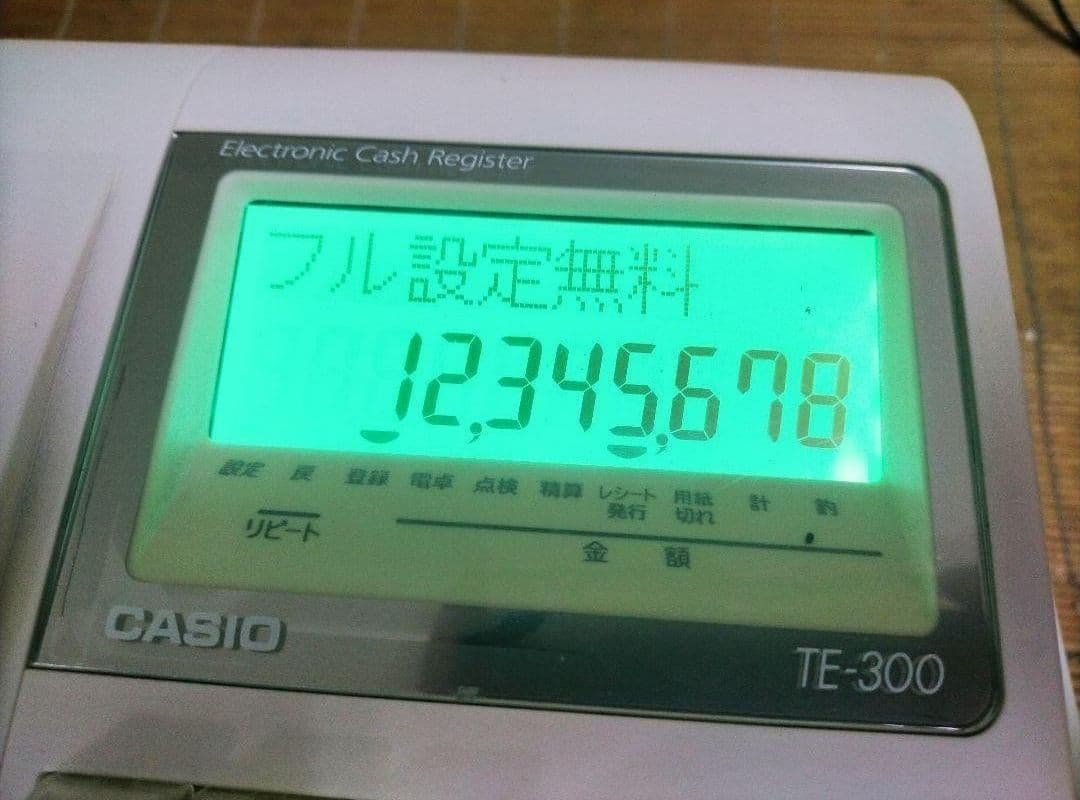 Electronic Cash Register
フル設定無料
12,345,678
設定 戻 登録 電卓 点検 精算 レシート発行 用紙切れ 計 釣
リピート
金額
CASIO
TE-300